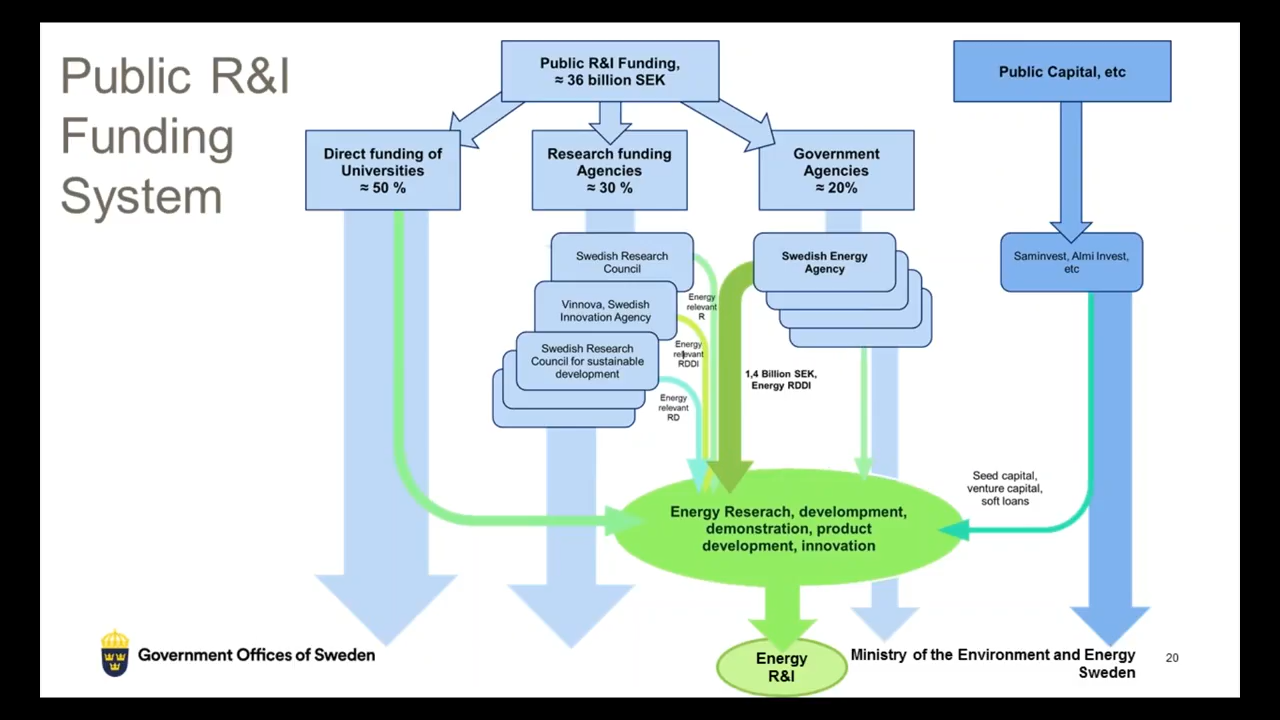 Public R&I
Funding
System
Public R&I Funding,
≈ 36 billion SEK
Public Capital, etc
Direct funding of
Universities
≈ 50 %
Research funding
Agencies
≈ 30 %
Government
Agencies
≈ 20%
Swedish Research
Council
Vinnova, Swedish
Innovation Agency
Swedish Research
Council for sustainable
development
Energy
relevant
R
Energy
relevant
RDDI
Energy
relevant
RD
Swedish Energy
Agency
1,4 Billion SEK,
Energy RDDI
Saminvest, Almi Invest,
etc
Seed capital,
venture capital,
soft loans
Energy Reserach, develompment,
demonstration, product
development, innovation
Energy
R&I
Government Offices of Sweden
Ministry of the Environment and Energy
Sweden
20